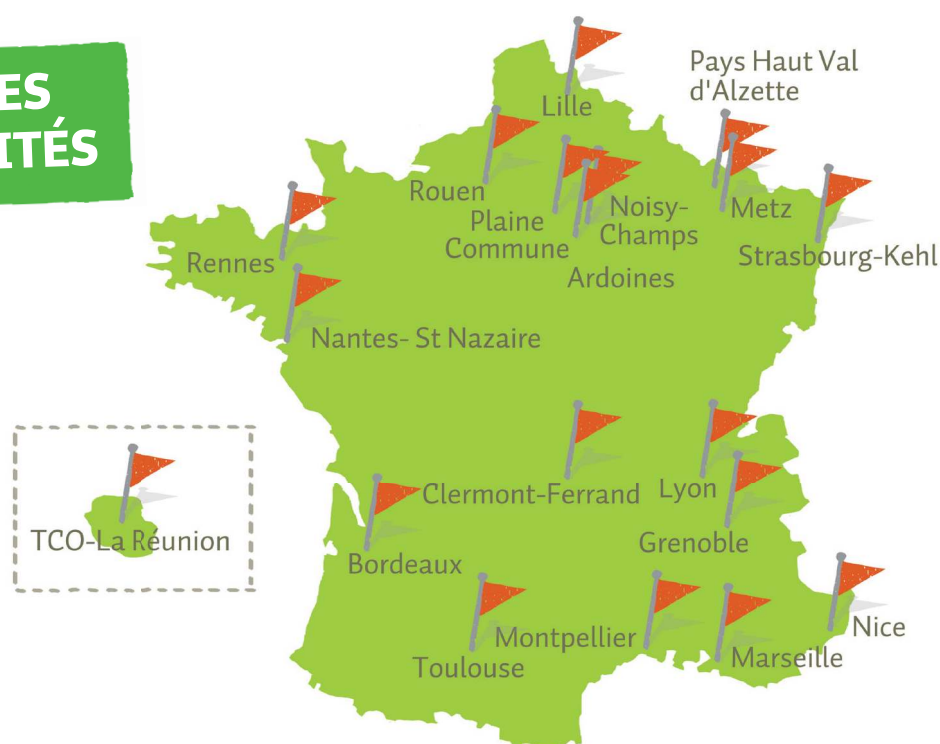 ES
ITÉS
Pays Haut Val
d'Alzette
Lille
Rouen
Plaine
Commune
Noisy-
Champs
Ardoines
Metz
Strasbourg-Kehl
Rennes
Nantes- St Nazaire
Clermont-Ferrand
Lyon
Grenoble
TCO-La Réunion
Bordeaux
Montpellier
Toulouse
Nice
Marseille